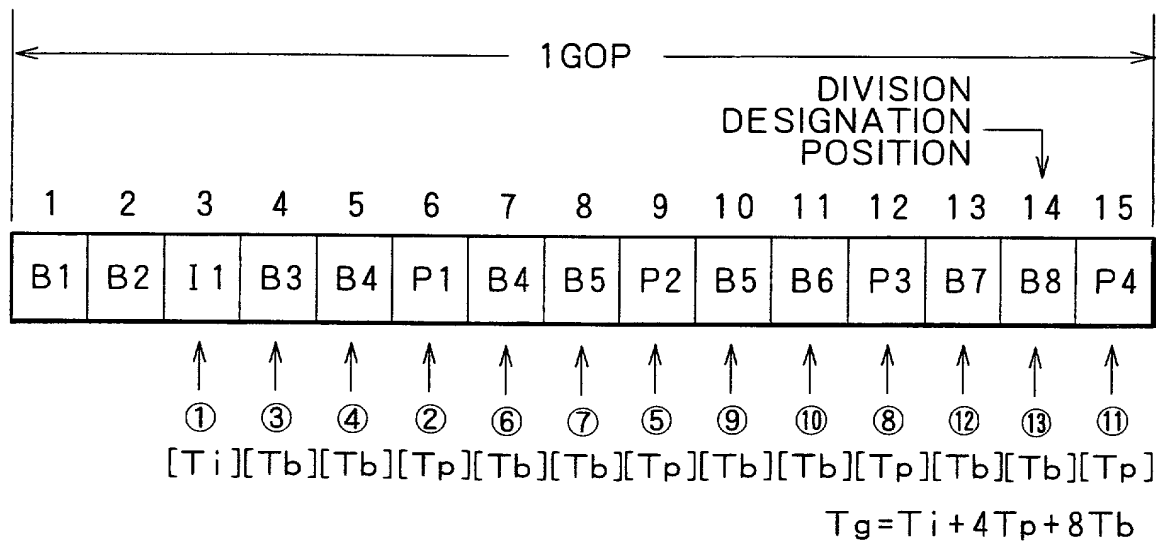 1GOP
DIVISION
DESIGNATION
POSITION
1 2 3 4 5 6 7 8 9 10 11 12 13 14 15
B1 B2 I1 B3 B4 P1 B4 B5 P2 B5 B6 P3 B7 B8 P4
① ③ ④ ② ⑥ ⑦ ⑤ ⑨ ⑩ ⑧ ⑫ ⑬ ⑪
[Ti][Tb][Tb][Tp][Tb][Tb][Tp][Tb][Tb][Tp][Tb][Tb][Tp]
Tg=Ti+4Tp+8Tb